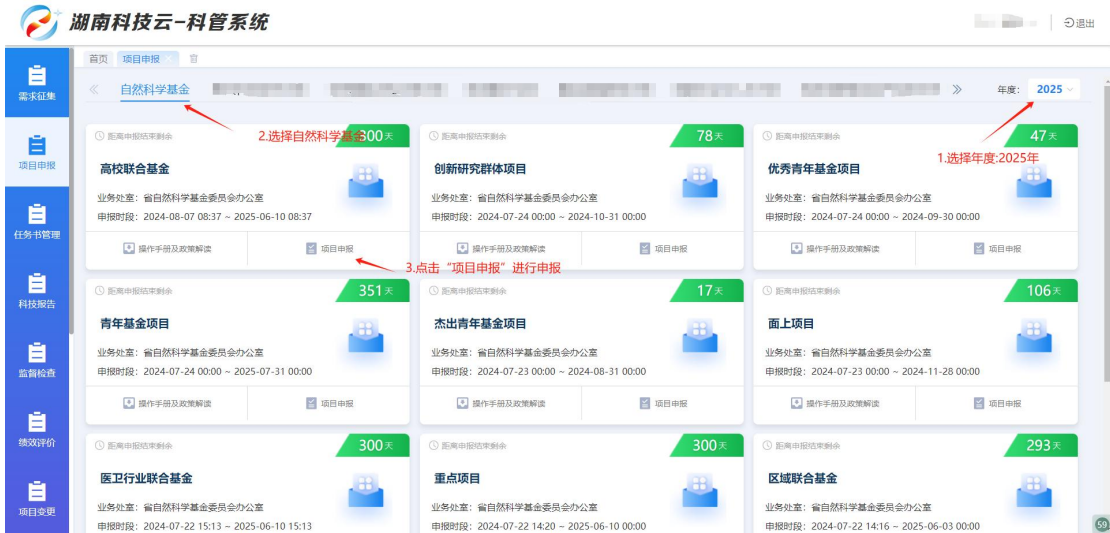 湖南科技云-科管系统
退出
首页 项目申报
需求征集
项目申报
任务书管理
科技报告
监督检查
绩效评价
项目变更
自然科学基金
年度: 2025
2.选择自然科学基金
1.选择年度:2025年
3.点击“项目申报”进行申报
距离申报结束剩余 300天
高校联合基金
业务处室: 省自然科学基金委员会办公室
申报时段: 2024-08-07 08:37 ~ 2025-06-10 08:37
操作手册及政策解读 项目申报
距离申报结束剩余 78天
创新研究群体项目
业务处室: 省自然科学基金委员会办公室
申报时段: 2024-07-24 00:00 ~ 2024-10-31 00:00
操作手册及政策解读 项目申报
距离申报结束剩余 47天
优秀青年基金项目
业务处室: 省自然科学基金委员会办公室
申报时段: 2024-07-24 00:00 ~ 2024-09-30 00:00
操作手册及政策解读 项目申报
距离申报结束剩余 351天
青年基金项目
业务处室: 省自然科学基金委员会办公室
申报时段: 2024-07-24 00:00 ~ 2025-07-31 00:00
操作手册及政策解读 项目申报
距离申报结束剩余 17天
杰出青年基金项目
业务处室: 省自然科学基金委员会办公室
申报时段: 2024-07-23 00:00 ~ 2024-08-31 00:00
操作手册及政策解读 项目申报
距离申报结束剩余 106天
面上项目
业务处室: 省自然科学基金委员会办公室
申报时段: 2024-07-23 00:00 ~ 2024-11-28 00:00
操作手册及政策解读 项目申报
距离申报结束剩余 300天
医卫行业联合基金
业务处室: 省自然科学基金委员会办公室
申报时段: 2024-07-22 15:13 ~ 2025-06-10 15:13
距离申报结束剩余 300天
重点项目
业务处室: 省自然科学基金委员会办公室
申报时段: 2024-07-22 14:20 ~ 2025-06-10 00:00
距离申报结束剩余 293天
区域联合基金
业务处室: 省自然科学基金委员会办公室
申报时段: 2024-07-22 14:16 ~ 2025-06-03 00:00
59